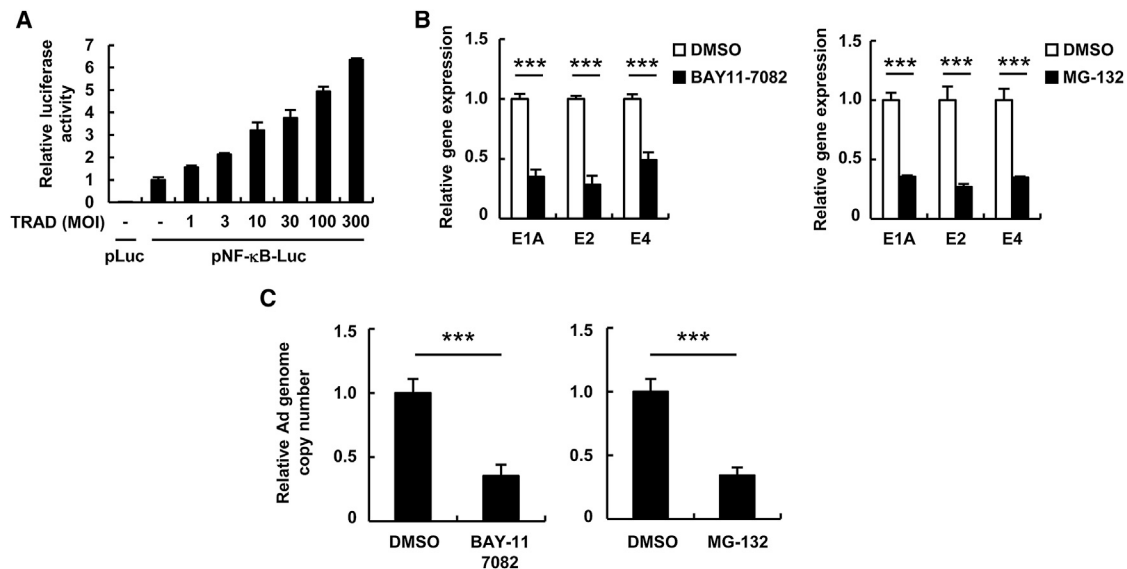 A
Relative luciferase
activity
7
6
5
4
3
2
1
0
TRAD (MOI) - - 1 3 10 30 100 300
pLuc pNF-κB-Luc
B
Relative gene expression
1.5
1.0
0.5
0
*** *** ***
DMSO
BAY11-7082
E1A E2 E4
Relative gene expression
1.5
1.0
0.5
0
*** *** ***
DMSO
MG-132
E1A E2 E4
C
Relative Ad genome
copy number
1.5
1.0
0.5
0
***
DMSO BAY-11
7082
1.5
1.0
0.5
0
***
DMSO MG-132